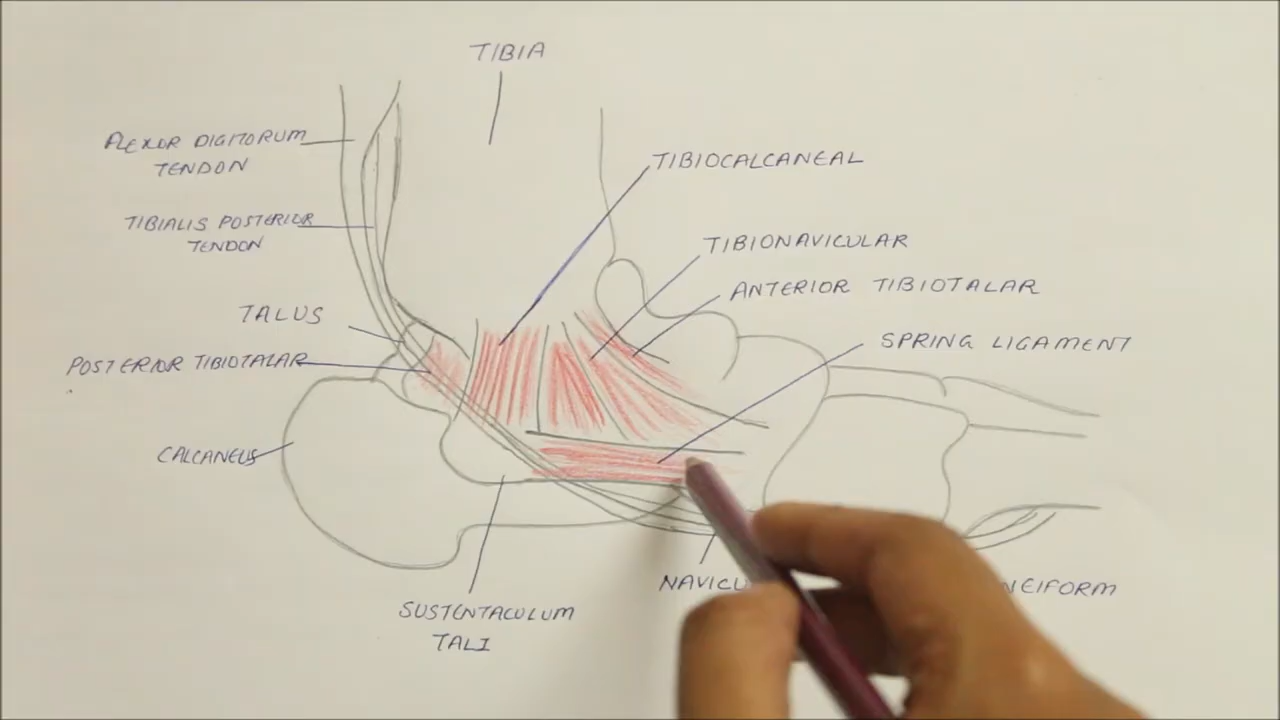 TIBIA
FLEXOR DIGITORUM
TENDON
TIBIOCALCANEAL
TIBIALIS POSTERIOR
TENDON
TIBIONAVICULAR
ANTERIOR TIBIOTALAR
TALUS
SPRING LIGAMENT
POSTERIOR TIBIOTALAR
CALCANEUS
SUSTENTACULUM
TALI